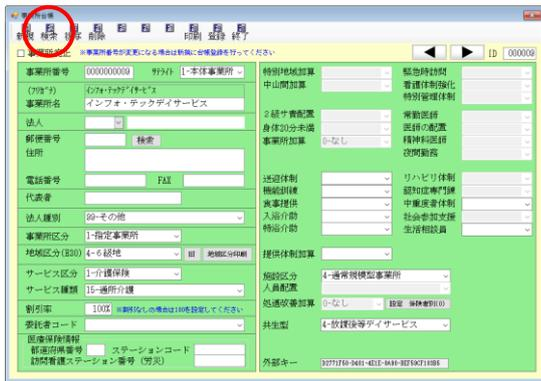 事業所台帳
新規 検索 複写 削除 印刷 登録 終了
事業所廃止 ※事業所番号が変更になる場合は新規に台帳登録を行ってください
ID 000009
事業所番号 0000000009 サテライト 1-本体事業所
(フリガナ) インフォ・テックデイサービス
事業所名 インフォ・テックデイサービス
法人
郵便番号 検索
住所
電話番号 FAX
代表者
法人種別 99-その他
事業所区分 1-指定事業所
地域区分(H30) 4-6級地 旧 地域区分印刷
サービス区分 1-介護保険
サービス種類 15-通所介護
割引率 100% ※割引なしの場合は100を設定してください
委託者コード
医療保険情報
都道府県番号 ステーションコード
訪問看護ステーション番号(労災)
特別地域加算
中山間加算
2級サ責配置
身体20分未満
事業所加算 0-なし
送迎体制
機能訓練
食事提供
入浴介助
特浴介助
提供体制加算
施設区分 4-通常規模型事業所
人員配置
処遇改善加算 0-なし 設定 保険者別(0)
共生型 4-放課後等デイサービス
外部キー
緊急時訪問
看護体制強化
特別管理体制
常勤医師
医師の配置
精神科医師
夜間勤務
リハビリ体制
認知症専門棟
中重度者体制
社会参加支援
生活相談員